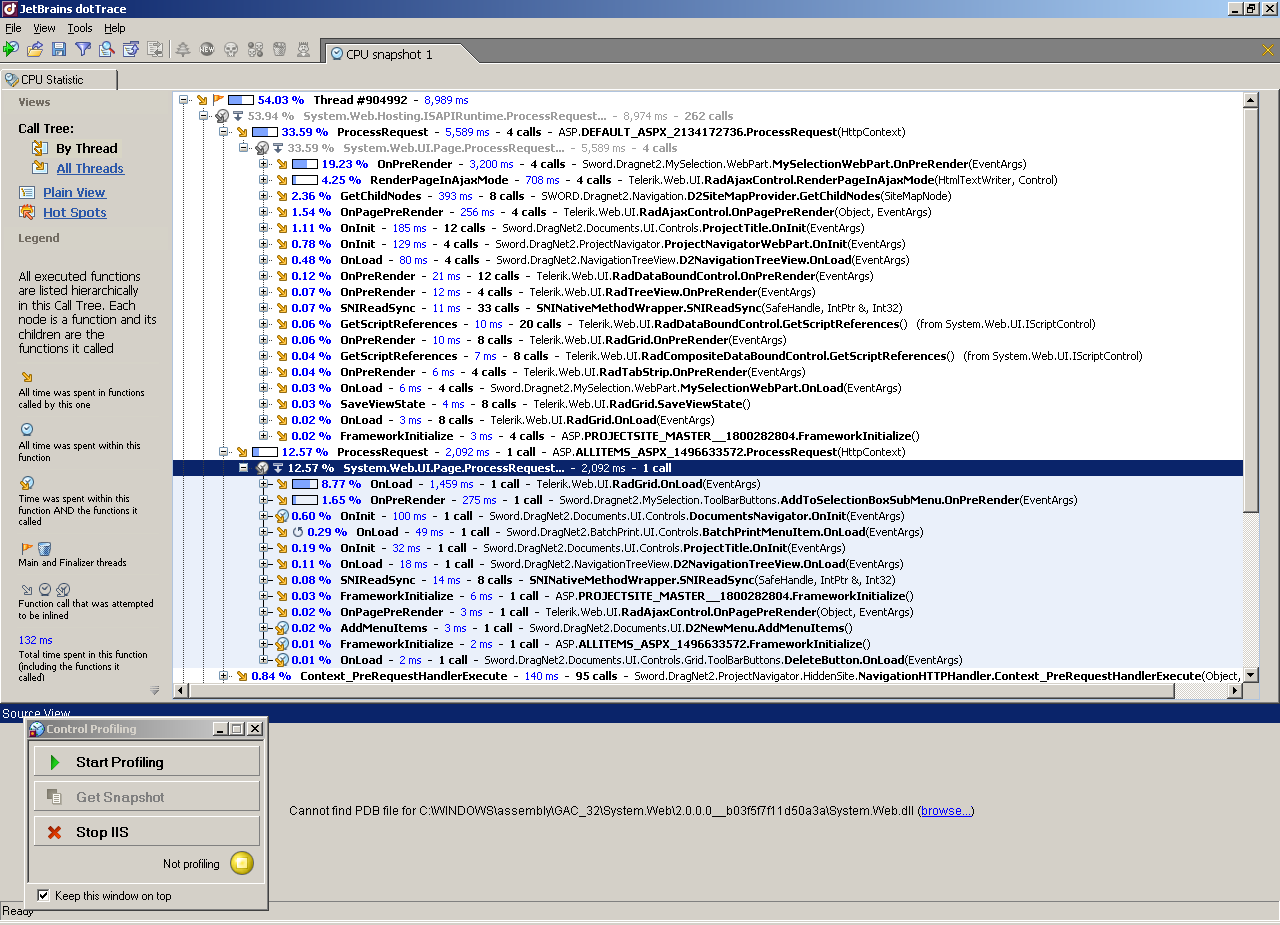 JetBrains dotTrace
File View Tools Help
NEW
CPU snapshot 1
CPU Statistic
Views
Call Tree:
By Thread
All Threads
Plain View
Hot Spots
Legend
All executed functions
are listed hierarchically
in this Call Tree. Each
node is a function and its
children are the
functions it called
All time was spent in functions
called by this one
All time was spent within this
function
Time was spent within this
function AND the functions it
called
Main and Finalizer threads
Function call that was attempted
to be inlined
132 ms
Total time spent in this function
(including the functions it
called)
54.03 % Thread #904992 - 8,989 ms
53.94 % System.Web.Hosting.ISAPIRuntime.ProcessRequest... - 8,974 ms - 262 calls
33.59 % ProcessRequest - 5,589 ms - 4 calls - ASP.DEFAULT_ASPX_2134172736.ProcessRequest(HttpContext)
33.59 % System.Web.UI.Page.ProcessRequest... - 5,589 ms - 4 calls
19.23 % OnPreRender - 3,200 ms - 4 calls - Sword.Dragnet2.MySelection.WebPart.MySelectionWebPart.OnPreRender(EventArgs)
4.25 % RenderPageInAjaxMode - 708 ms - 4 calls - Telerik.Web.UI.RadAjaxControl.RenderPageInAjaxMode(HtmlTextWriter, Control)
2.36 % GetChildNodes - 393 ms - 8 calls - SWORD.Dragnet2.Navigation.D2SiteMapProvider.GetChildNodes(SiteMapNode)
1.54 % OnPagePreRender - 256 ms - 4 calls - Telerik.Web.UI.RadAjaxControl.OnPagePreRender(Object, EventArgs)
1.11 % OnInit - 185 ms - 12 calls - Sword.DragNet2.Documents.UI.Controls.ProjectTitle.OnInit(EventArgs)
0.78 % OnInit - 129 ms - 4 calls - Sword.DragNet2.ProjectNavigator.ProjectNavigatorWebPart.OnInit(EventArgs)
0.48 % OnLoad - 80 ms - 4 calls - Sword.DragNet2.NavigationTreeView.D2NavigationTreeView.OnLoad(EventArgs)
0.12 % OnPreRender - 21 ms - 12 calls - Telerik.Web.UI.RadDataBoundControl.OnPreRender(EventArgs)
0.07 % OnPreRender - 12 ms - 4 calls - Telerik.Web.UI.RadTreeView.OnPreRender(EventArgs)
0.07 % SNIReadSync - 11 ms - 33 calls - SNINativeMethodWrapper.SNIReadSync(SafeHandle, IntPtr &, Int32)
0.06 % GetScriptReferences - 10 ms - 20 calls - Telerik.Web.UI.RadDataBoundControl.GetScriptReferences() (from System.Web.UI.IScriptControl)
0.06 % OnPreRender - 10 ms - 8 calls - Telerik.Web.UI.RadGrid.OnPreRender(EventArgs)
0.04 % GetScriptReferences - 7 ms - 8 calls - Telerik.Web.UI.RadCompositeDataBoundControl.GetScriptReferences() (from System.Web.UI.IScriptControl)
0.04 % OnPreRender - 6 ms - 4 calls - Telerik.Web.UI.RadTabStrip.OnPreRender(EventArgs)
0.03 % OnLoad - 6 ms - 4 calls - Sword.Dragnet2.MySelection.WebPart.MySelectionWebPart.OnLoad(EventArgs)
0.03 % SaveViewState - 4 ms - 8 calls - Telerik.Web.UI.RadGrid.SaveViewState()
0.02 % OnLoad - 3 ms - 8 calls - Telerik.Web.UI.RadGrid.OnLoad(EventArgs)
0.02 % FrameworkInitialize - 3 ms - 4 calls - ASP.PROJECTSITE_MASTER__1800282804.FrameworkInitialize()
12.57 % ProcessRequest - 2,092 ms - 1 call - ASP.ALLITEMS_ASPX_1496633572.ProcessRequest(HttpContext)
12.57 % System.Web.UI.Page.ProcessRequest... - 2,092 ms - 1 call
8.77 % OnLoad - 1,459 ms - 1 call - Telerik.Web.UI.RadGrid.OnLoad(EventArgs)
1.65 % OnPreRender - 275 ms - 1 call - Sword.Dragnet2.MySelection.ToolBarButtons.AddToSelectionBoxSubMenu.OnPreRender(EventArgs)
0.60 % OnInit - 100 ms - 1 call - Sword.DragNet2.Documents.UI.Controls.DocumentsNavigator.OnInit(EventArgs)
0.29 % OnLoad - 49 ms - 1 call - Sword.DragNet2.BatchPrint.UI.Controls.BatchPrintMenuItem.OnLoad(EventArgs)
0.19 % OnInit - 32 ms - 1 call - Sword.DragNet2.Documents.UI.Controls.ProjectTitle.OnInit(EventArgs)
0.11 % OnLoad - 18 ms - 1 call - Sword.DragNet2.NavigationTreeView.D2NavigationTreeView.OnLoad(EventArgs)
0.08 % SNIReadSync - 14 ms - 8 calls - SNINativeMethodWrapper.SNIReadSync(SafeHandle, IntPtr &, Int32)
0.03 % FrameworkInitialize - 6 ms - 1 call - ASP.PROJECTSITE_MASTER__1800282804.FrameworkInitialize()
0.02 % OnPagePreRender - 3 ms - 1 call - Telerik.Web.UI.RadAjaxControl.OnPagePreRender(Object, EventArgs)
0.02 % AddMenuItems - 3 ms - 1 call - Sword.DragNet2.Documents.UI.D2NewMenu.AddMenuItems()
0.01 % FrameworkInitialize - 2 ms - 1 call - ASP.ALLITEMS_ASPX_1496633572.FrameworkInitialize()
0.01 % OnLoad - 2 ms - 1 call - Sword.DragNet2.Documents.UI.Controls.Grid.ToolBarButtons.DeleteButton.OnLoad(EventArgs)
0.84 % Context_PreRequestHandlerExecute - 140 ms - 95 calls - Sword.DragNet2.ProjectNavigator.HiddenSite.NavigationHTTPHandler.Context_PreRequestHandlerExecute(Object,
Source View
Control Profiling
Start Profiling
Get Snapshot
Stop IIS
Not profiling
Keep this window on top
Cannot find PDB file for C:\WINDOWS\assembly\GAC_32\System.Web\2.0.0.0__b03f5f7f11d50a3a\System.Web.dll (browse...)
Ready